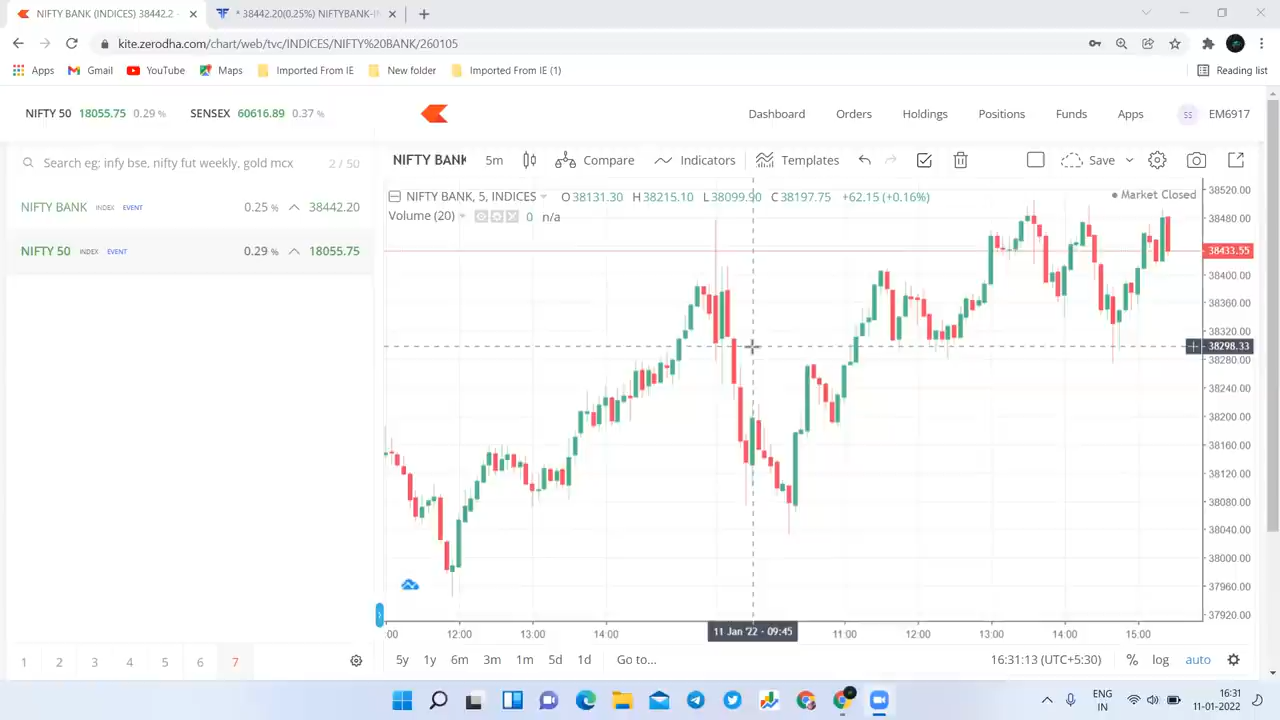 NIFTY BANK (INDICES) 38442.2 -
* 38442.20(0.25%) NIFTYBANK-I
kite.zerodha.com/chart/web/tvc/INDICES/NIFTY%20BANK/260105
Apps Gmail YouTube Maps Imported From IE New folder Imported From IE (1) Reading list
NIFTY 50 18055.75 0.29 % SENSEX 60616.89 0.37 % Dashboard Orders Holdings Positions Funds Apps SS EM6917
Search eg: infy bse, nifty fut weekly, gold mcx 2 / 50
NIFTY BANK 5m Compare Indicators Templates Save
NIFTY BANK INDEX EVENT 0.25 % 38442.20
NIFTY 50 INDEX EVENT 0.29 % 18055.75
NIFTY BANK, 5, INDICES O38131.30 H38215.10 L38099.90 C38197.75 +62.15 (+0.16%) Market Closed
Volume (20) 0 n/a
38520.00
38480.00
38433.55
38400.00
38360.00
38320.00
38298.33
38280.00
38240.00
38200.00
38160.00
38120.00
38080.00
38040.00
38000.00
37960.00
37920.00
:00 12:00 13:00 14:00 11 Jan '22 - 09:45 11:00 12:00 13:00 14:00 15:00
1 2 3 4 5 6 7
5y 1y 6m 3m 1m 5d 1d Go to... 16:31:13 (UTC+5:30) % log auto
ENG
IN
16:31
11-01-2022